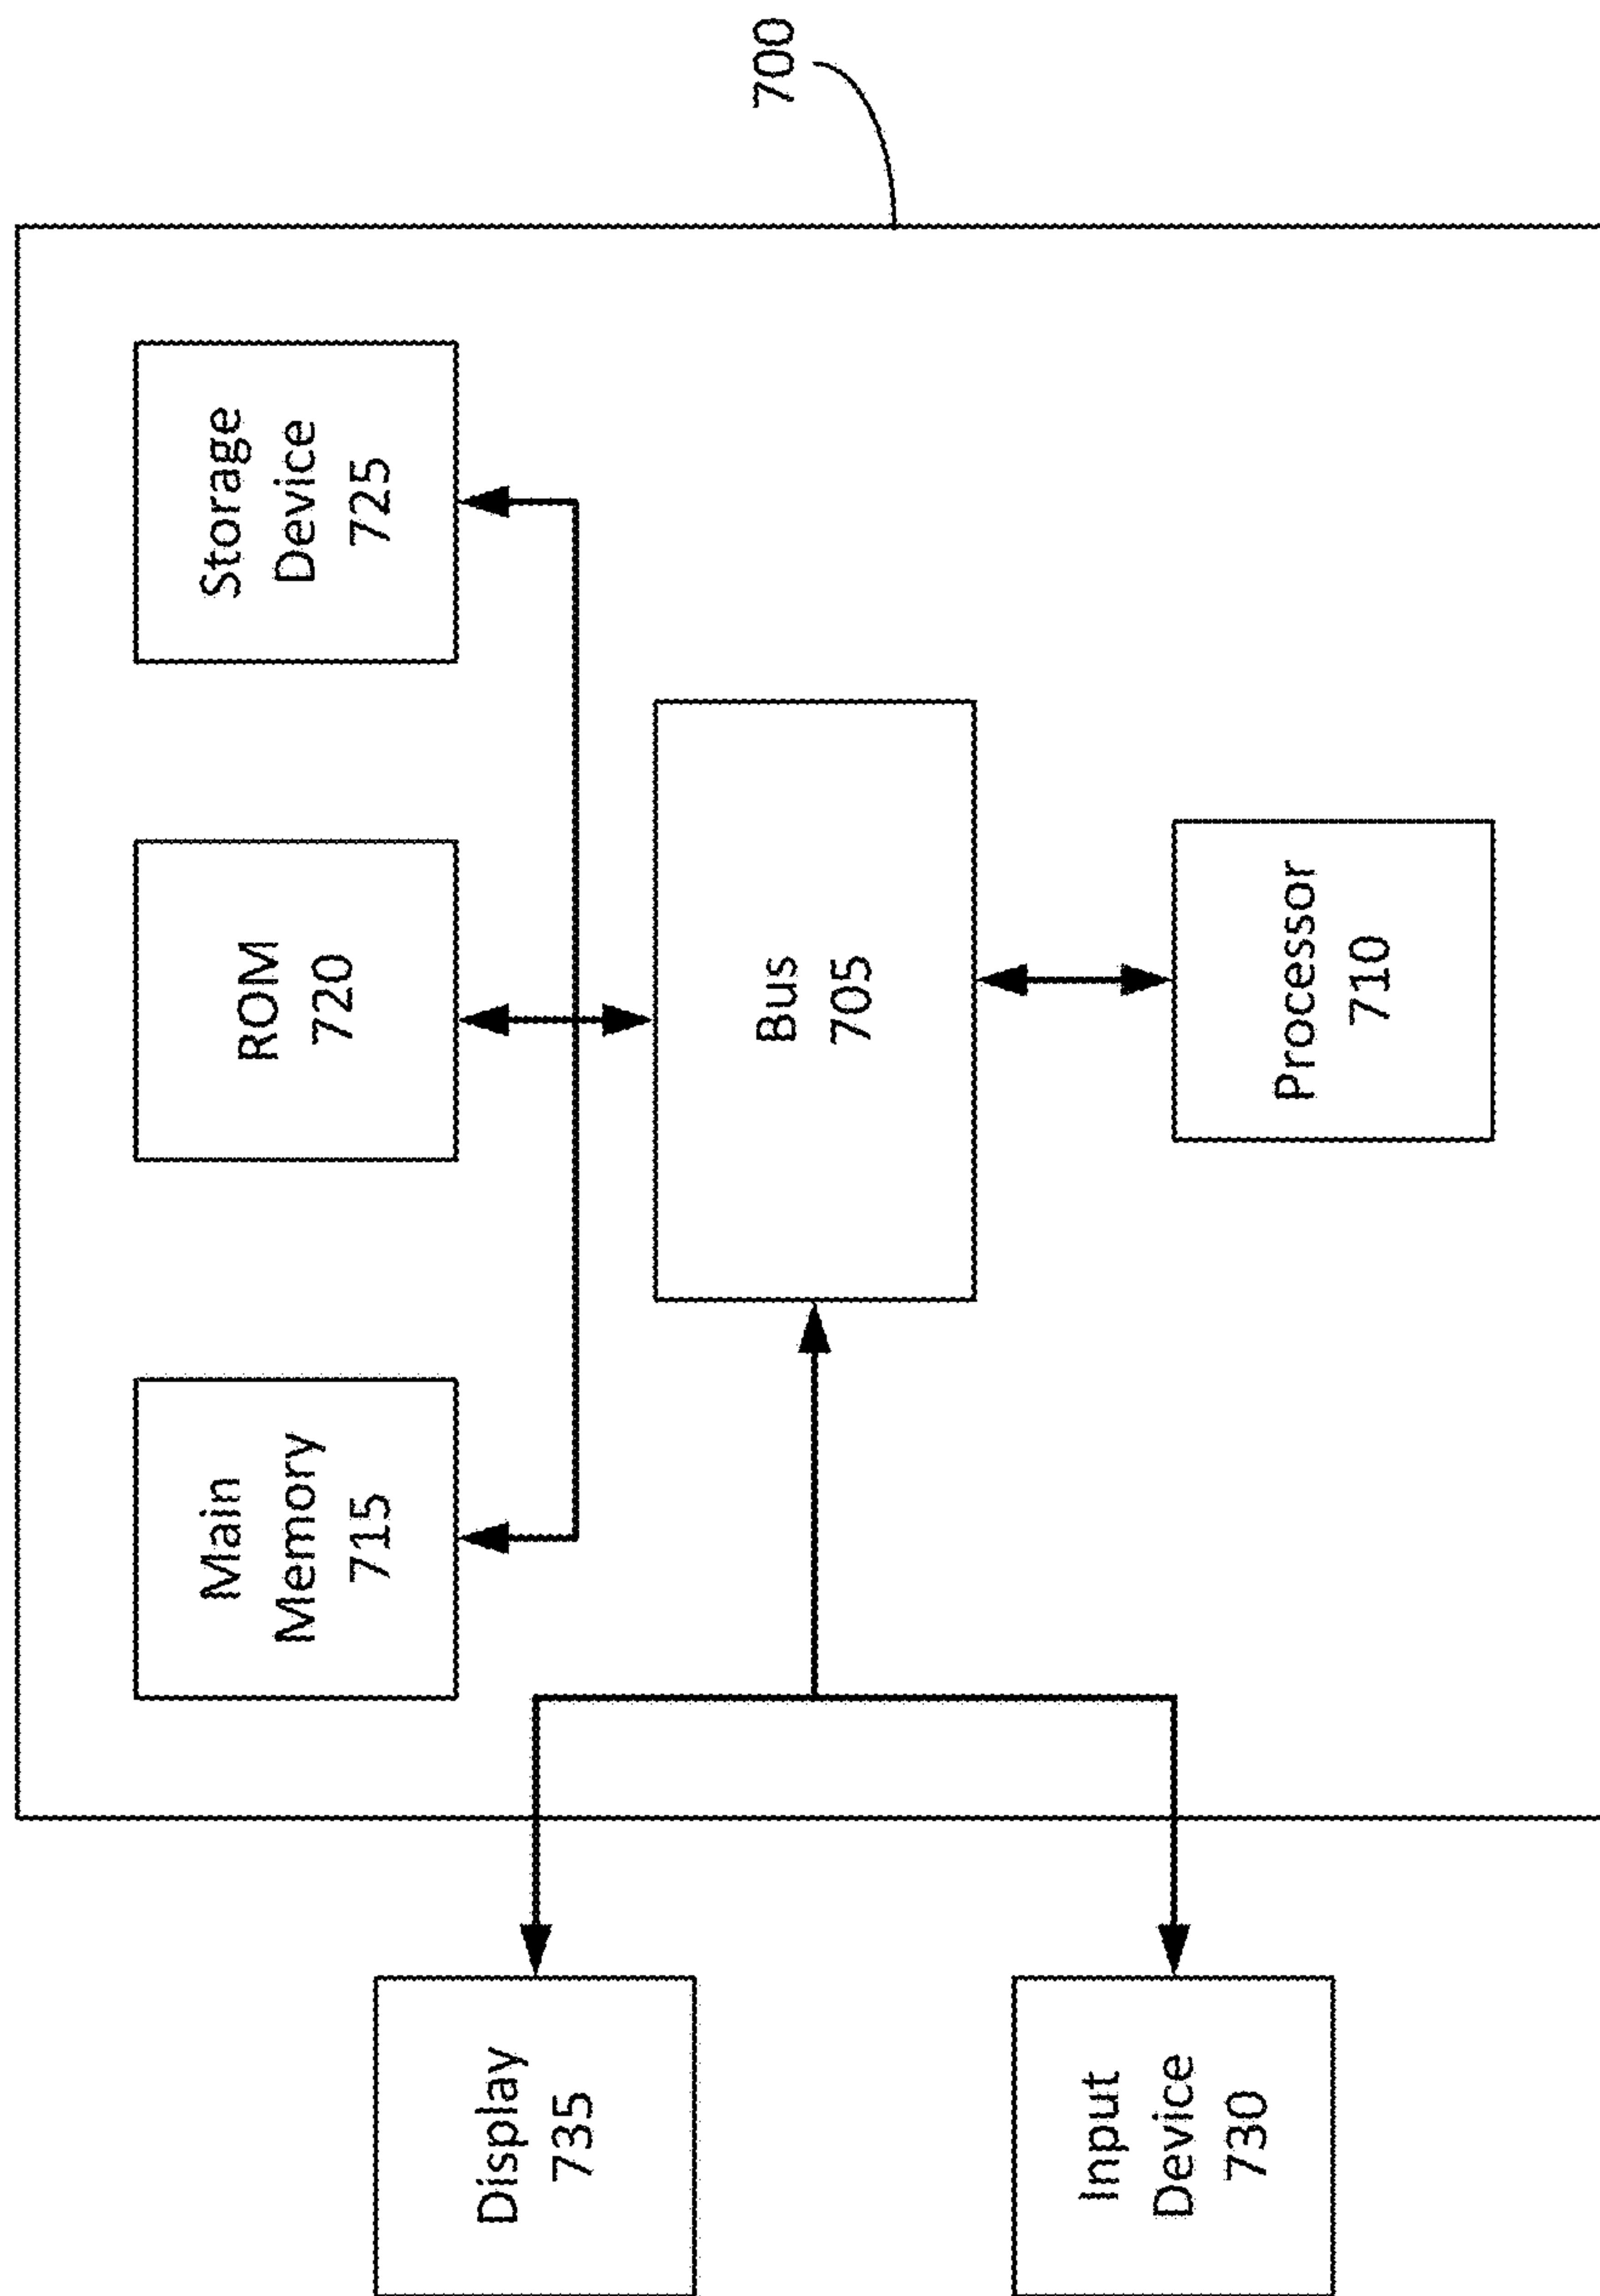 700
Main
Memory
715
ROM
720
Storage
Device
725
Display
735
Bus
705
Input
Device
730
Processor
710